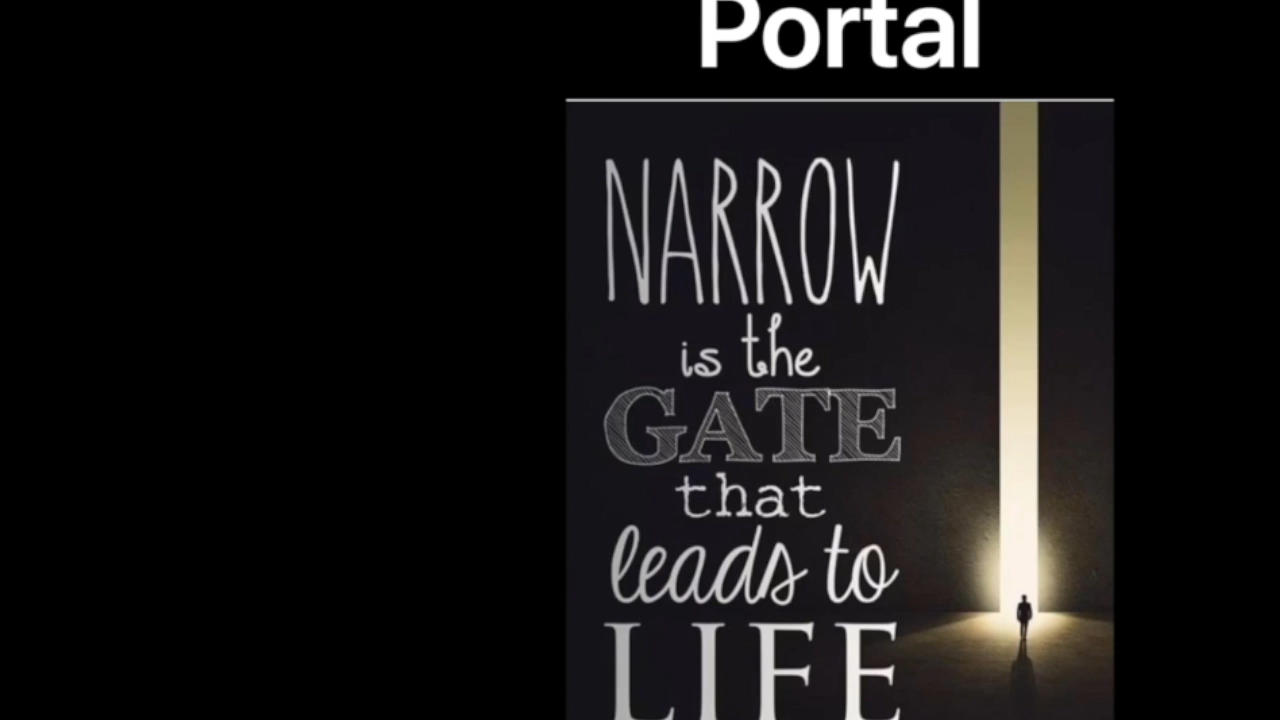 Portal
NARROW
is the
GATE
that
leads to
LIFE